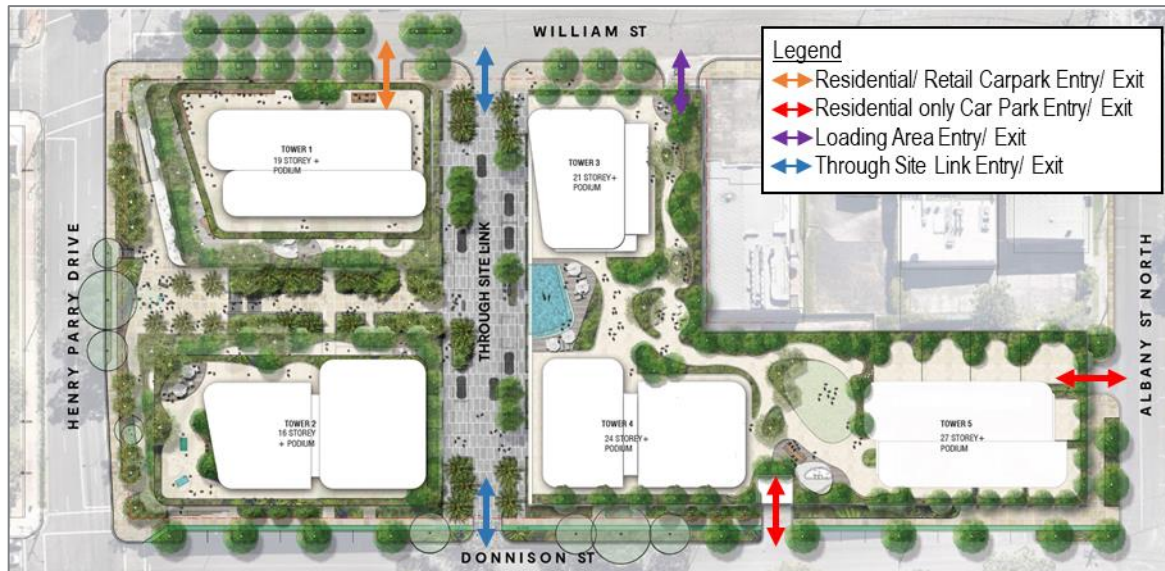 WILLIAM ST
Legend
Residential/ Retail Carpark Entry/ Exit
Residential only Car Park Entry/ Exit
Loading Area Entry/ Exit
Through Site Link Entry/ Exit
TOWER 1
19 STOREY +
PODIUM
TOWER 3
21 STOREY+
PODIUM
HENRY PARRY DRIVE
THROUGH SITE LINK
ALBANY ST NORTH
TOWER 2
16 STOREY
+ PODIUM
TOWER 4
24 STOREY+
PODIUM
TOWER 5
27 STOREY+
PODIUM
DONNISON ST